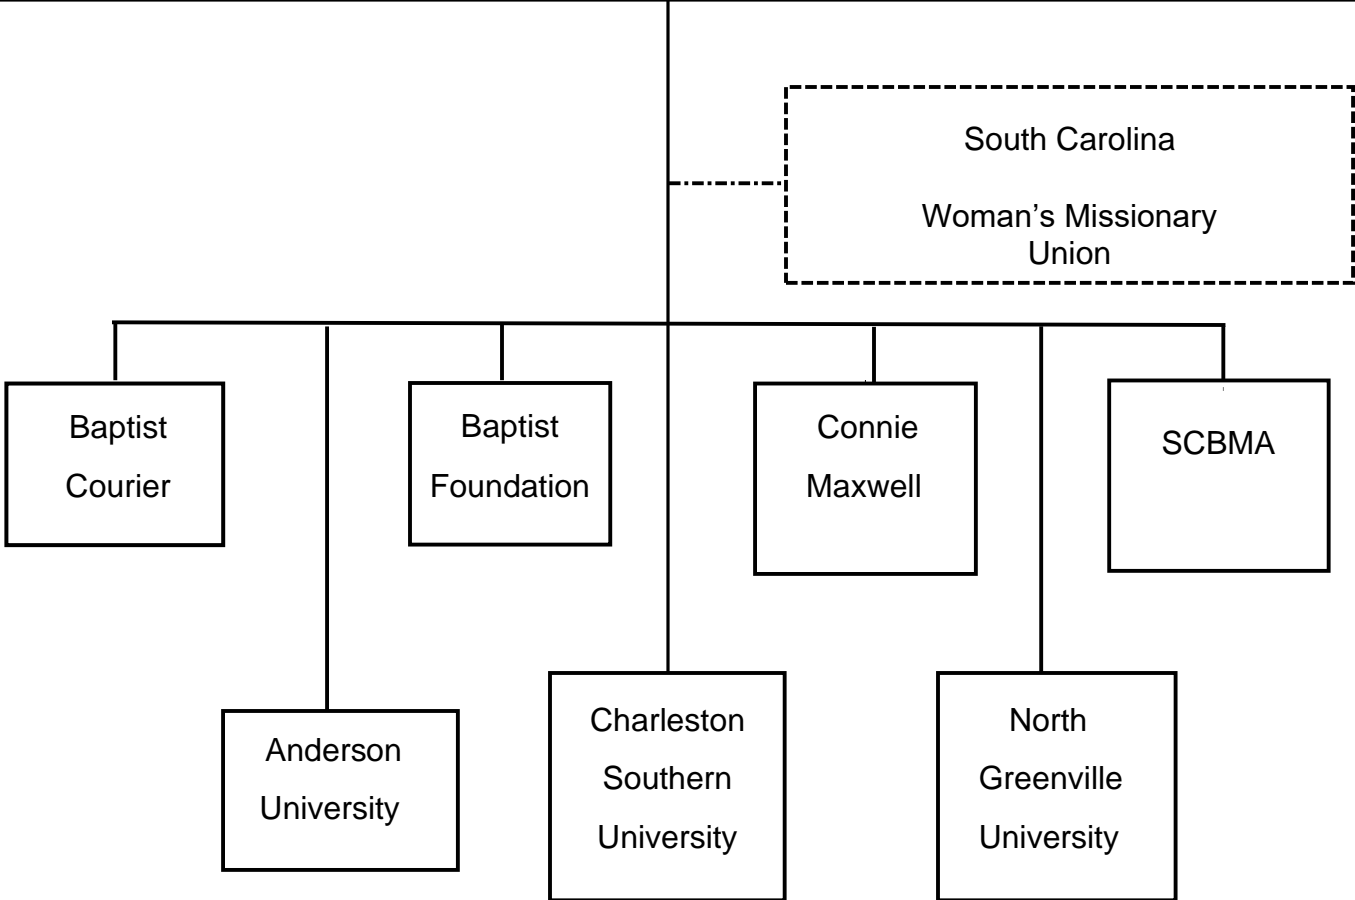 South Carolina
Woman’s Missionary
Union
Baptist
Courier
Baptist
Foundation
Connie
Maxwell
SCBMA
Anderson
University
Charleston
Southern
University
North
Greenville
University